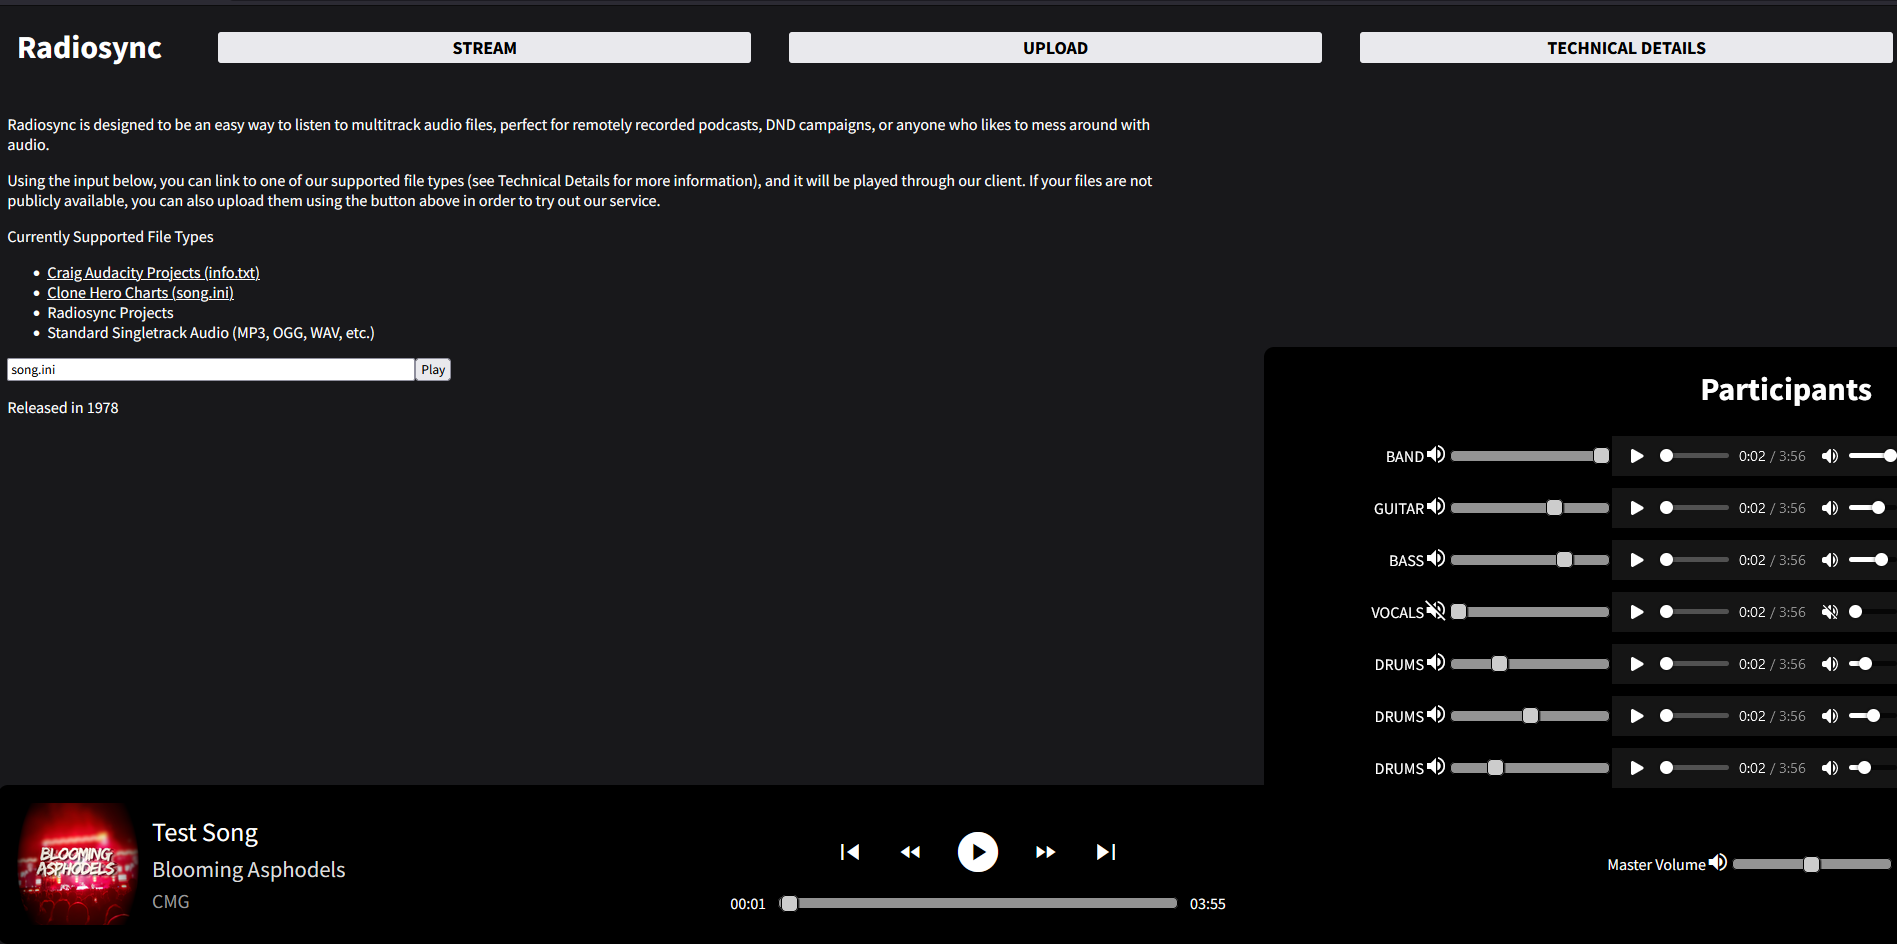 Radiosync
STREAM
UPLOAD
TECHNICAL DETAILS
Radiosync is designed to be an easy way to listen to multitrack audio files, perfect for remotely recorded podcasts, DND campaigns, or anyone who likes to mess around with
audio.
Using the input below, you can link to one of our supported file types (see Technical Details for more information), and it will be played through our client. If your files are not
publicly available, you can also upload them using the button above in order to try out our service.
Currently Supported File Types
Craig Audacity Projects (info.txt)
Clone Hero Charts (song.ini)
Radiosync Projects
Standard Singletrack Audio (MP3, OGG, WAV, etc.)
song.ini Play
Released in 1978
Participants
BAND 0:02 / 3:56
GUITAR 0:02 / 3:56
BASS 0:02 / 3:56
VOCALS 0:02 / 3:56
DRUMS 0:02 / 3:56
DRUMS 0:02 / 3:56
DRUMS 0:02 / 3:56
BLOOMING
ASPHODELS
Test Song
Blooming Asphodels
CMG
00:01 03:55
Master Volume